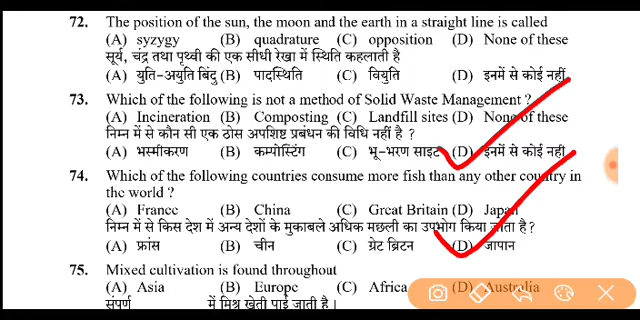 72. The position of the sun, the moon and the earth in a straight line is called
(A) syzygy (B) quadrature (C) opposition (D) None of these
सूर्य, चंद्र तथा पृथ्वी की एक सीधी रेखा में स्थिति कहलाती है
(A) युति-अयुति बिंदु (B) पादस्थिति (C) वियुति (D) इनमें से कोई नहीं
73. Which of the following is not a method of Solid Waste Management ?
(A) Incineration (B) Composting (C) Landfill sites (D) None of these
निम्न में से कौन सी एक ठोस अपशिष्ट प्रबंधन की विधि नहीं है ?
(A) भस्मीकरण (B) कम्पोस्टिंग (C) भू-भरण साइट (D) इनमें से कोई नहीं
74. Which of the following countries consume more fish than any other country in
the world ?
(A) France (B) China (C) Great Britain (D) Japan
निम्न में से किस देश में अन्य देशों के मुकाबले अधिक मछली का उपभोग किया जाता है?
(A) फ्रांस (B) चीन (C) ग्रेट ब्रिटन (D) जापान
75. Mixed cultivation is found throughout
(A) Asia (B) Europe (C) Africa (D) Australia
संपूर्ण में मिश्र खेती पाई जाती है ।